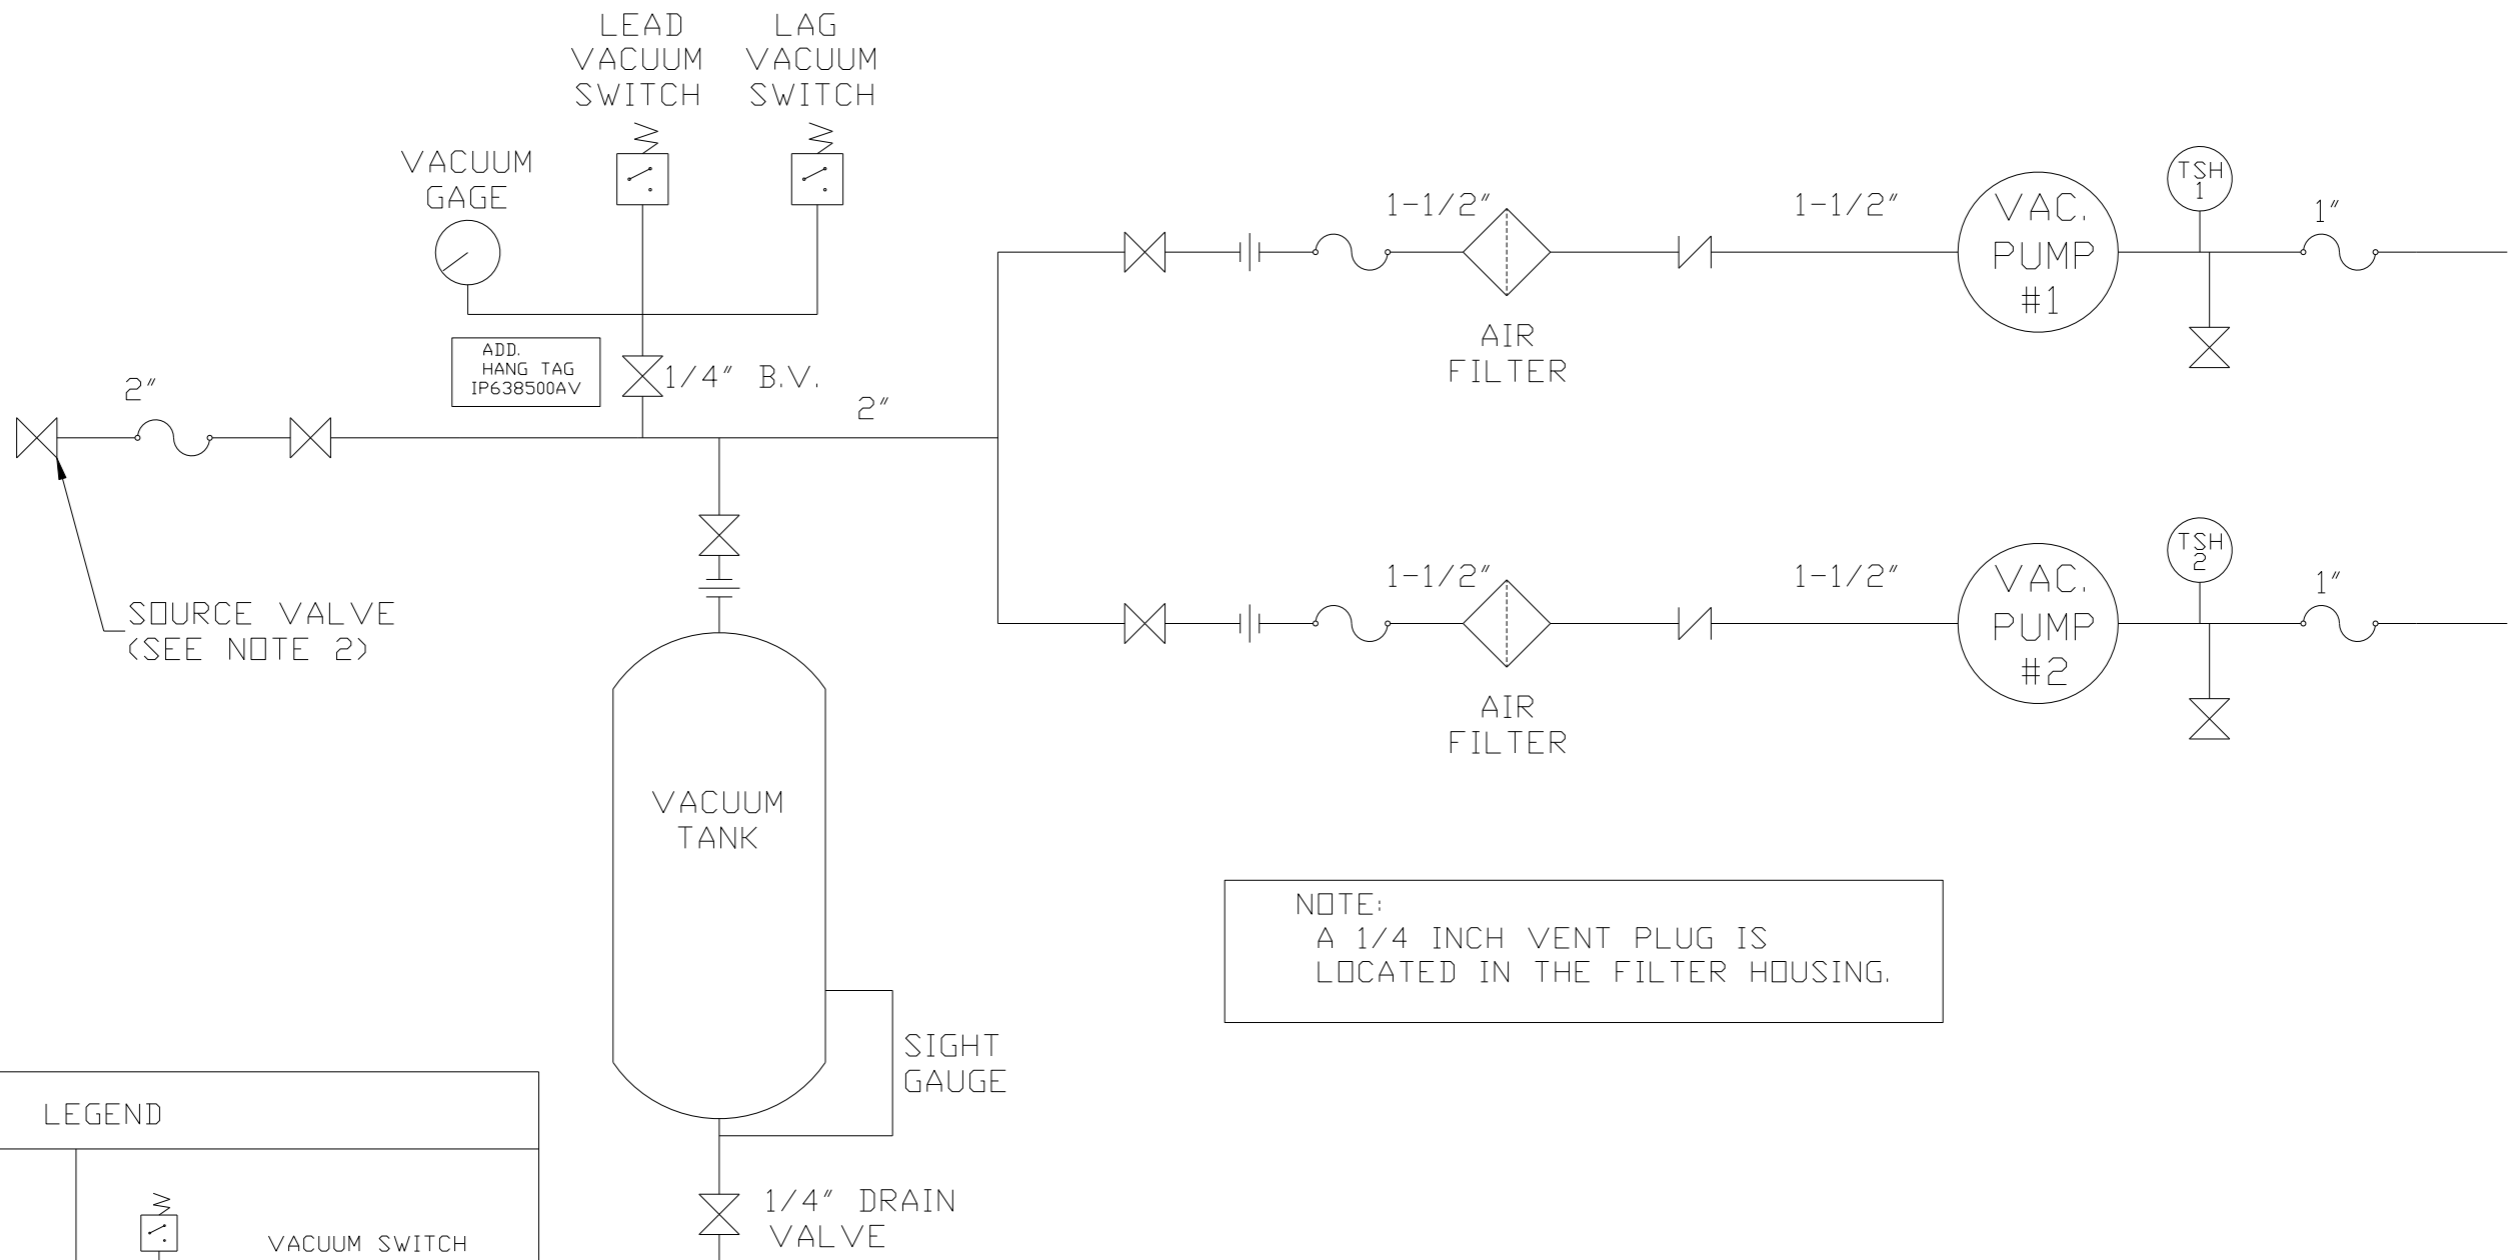 LEAD
VACUUM
SWITCH
LAG
VACUUM
SWITCH
VACUUM
GAGE
ADD.
HANG TAG
IP638500AV
1/4" B.V.
2"
2"
SOURCE VALVE
(SEE NOTE 2)
1-1/2"
AIR
FILTER
1-1/2"
VAC.
PUMP
#1
TSH
1
1"
1-1/2"
AIR
FILTER
1-1/2"
VAC.
PUMP
#2
TSH
2
1"
VACUUM
TANK
NOTE:
A 1/4 INCH VENT PLUG IS
LOCATED IN THE FILTER HOUSING.
SIGHT
GAUGE
1/4" DRAIN
VALVE
LEGEND
VACUUM SWITCH